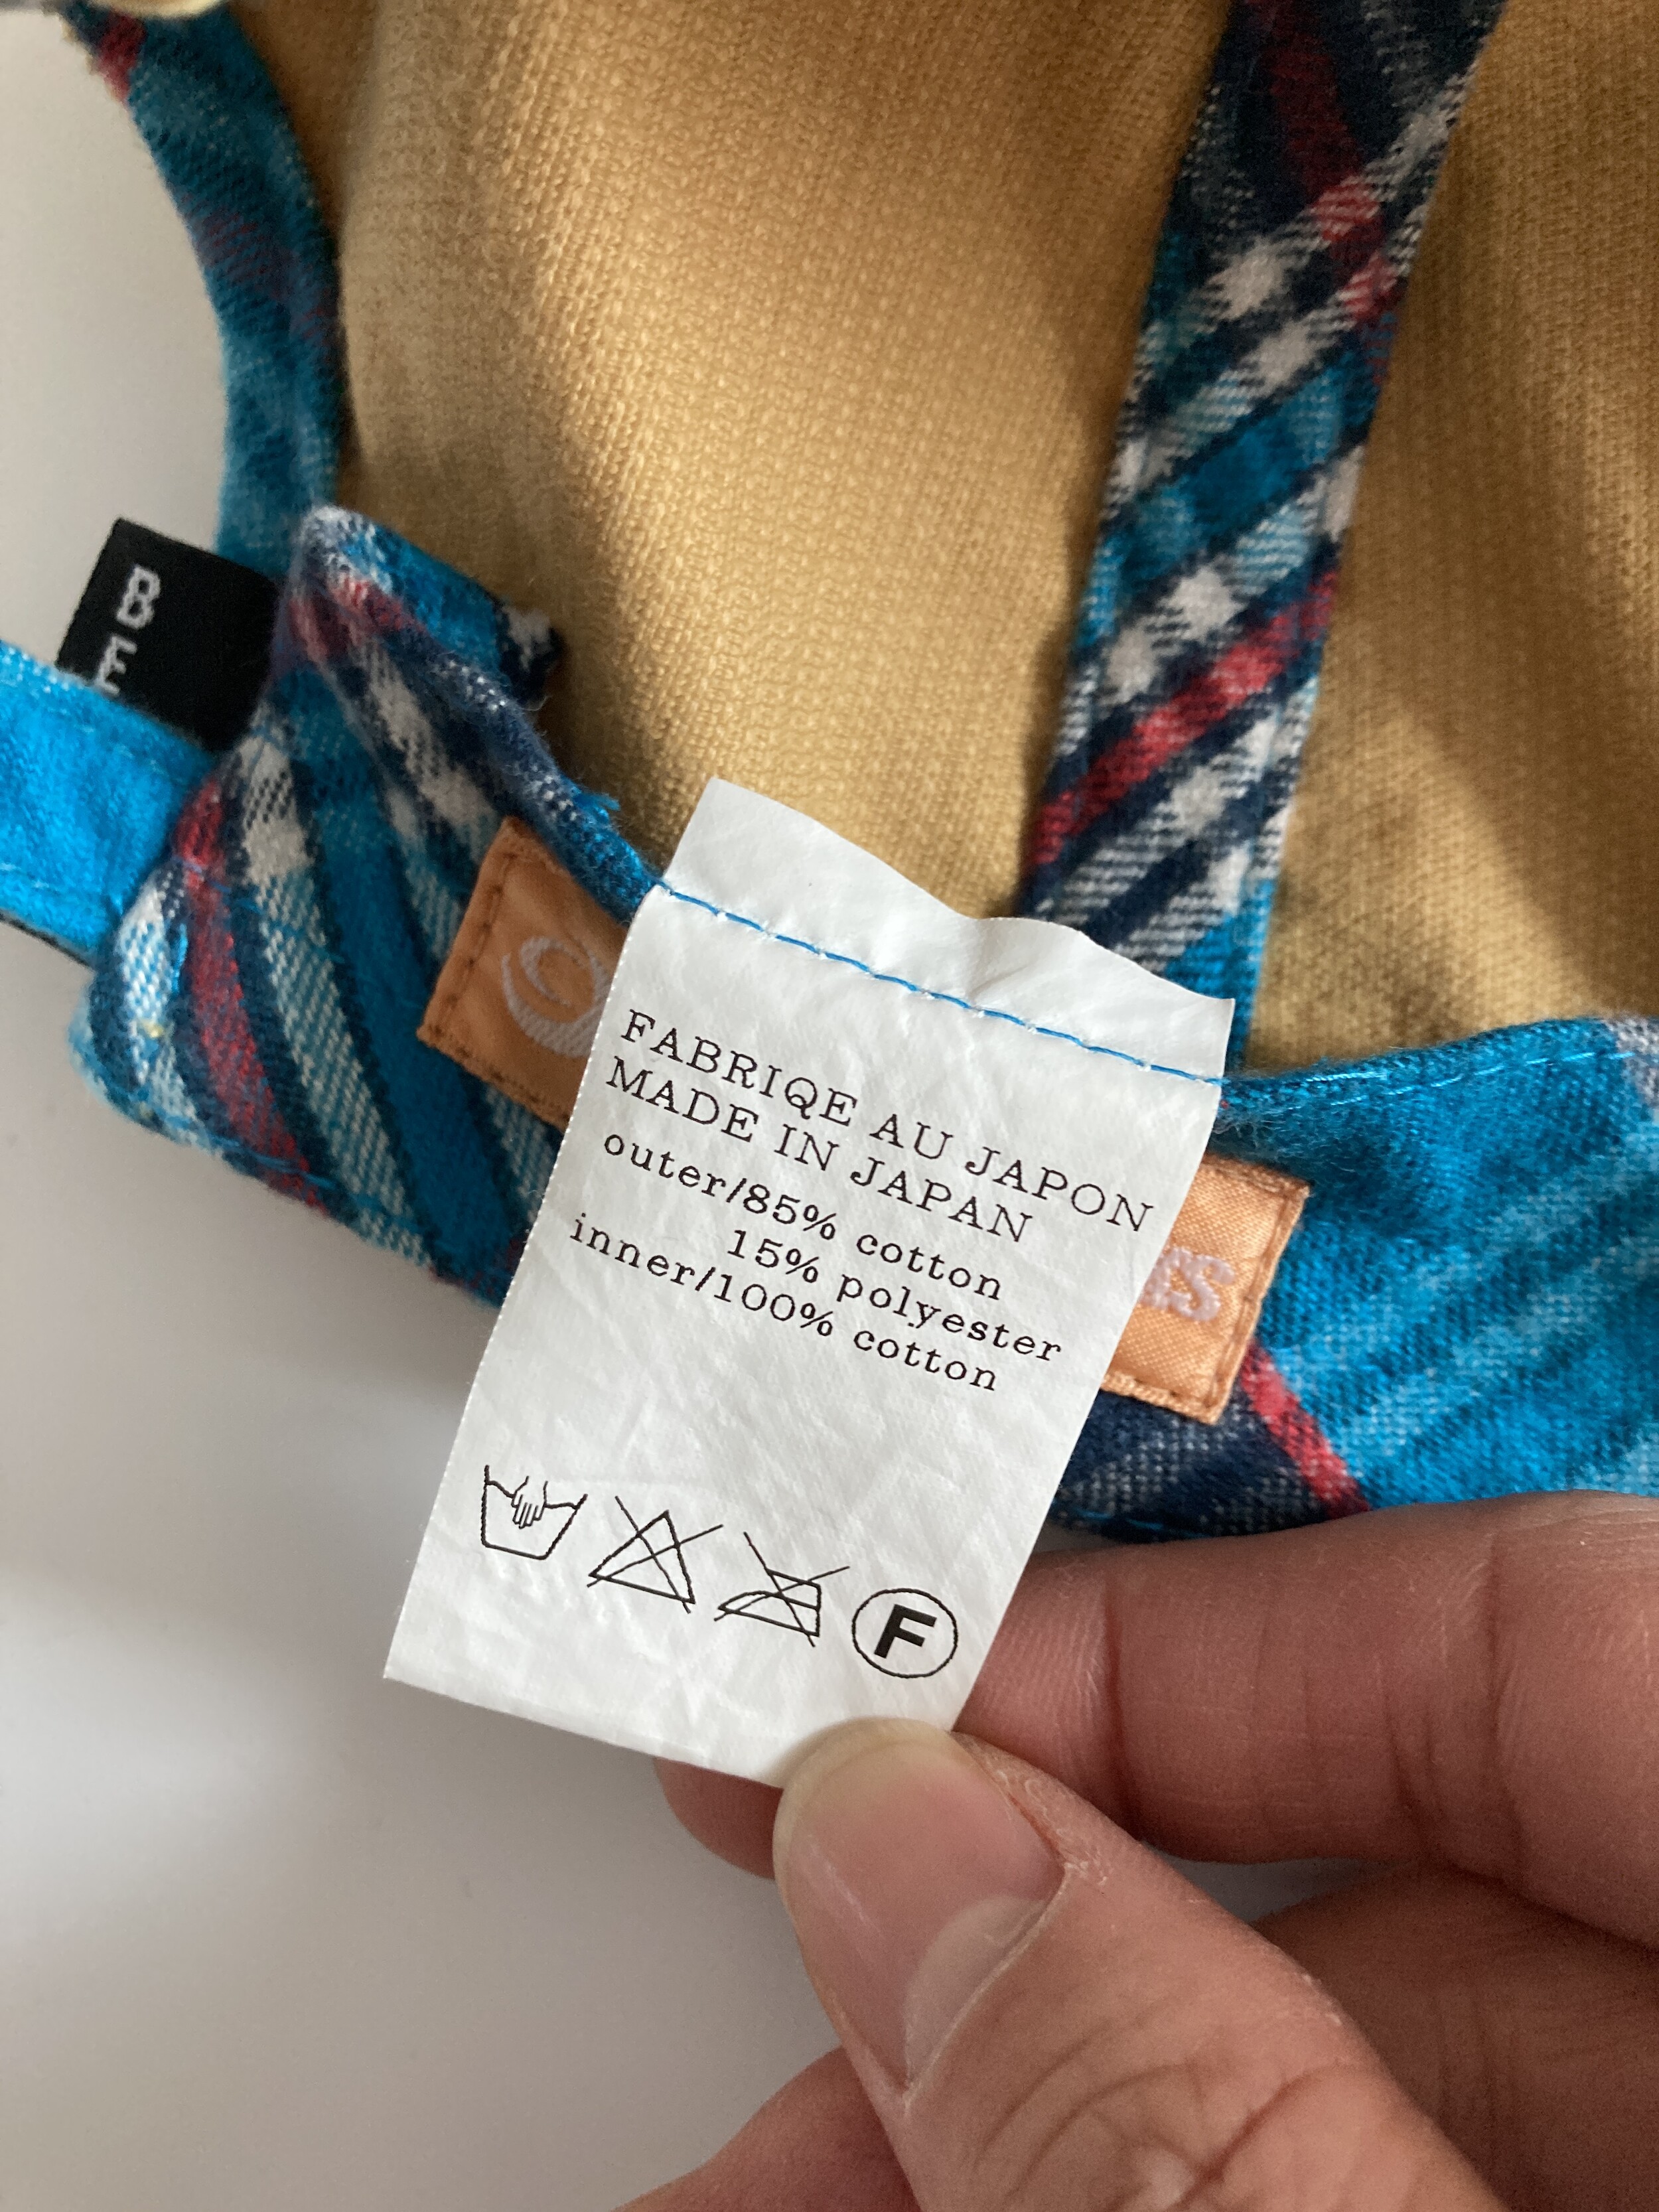 B
E
FABRIQE AU JAPON
MADE IN JAPAN
outer/85% cotton
15% polyester
inner/100% cotton
F